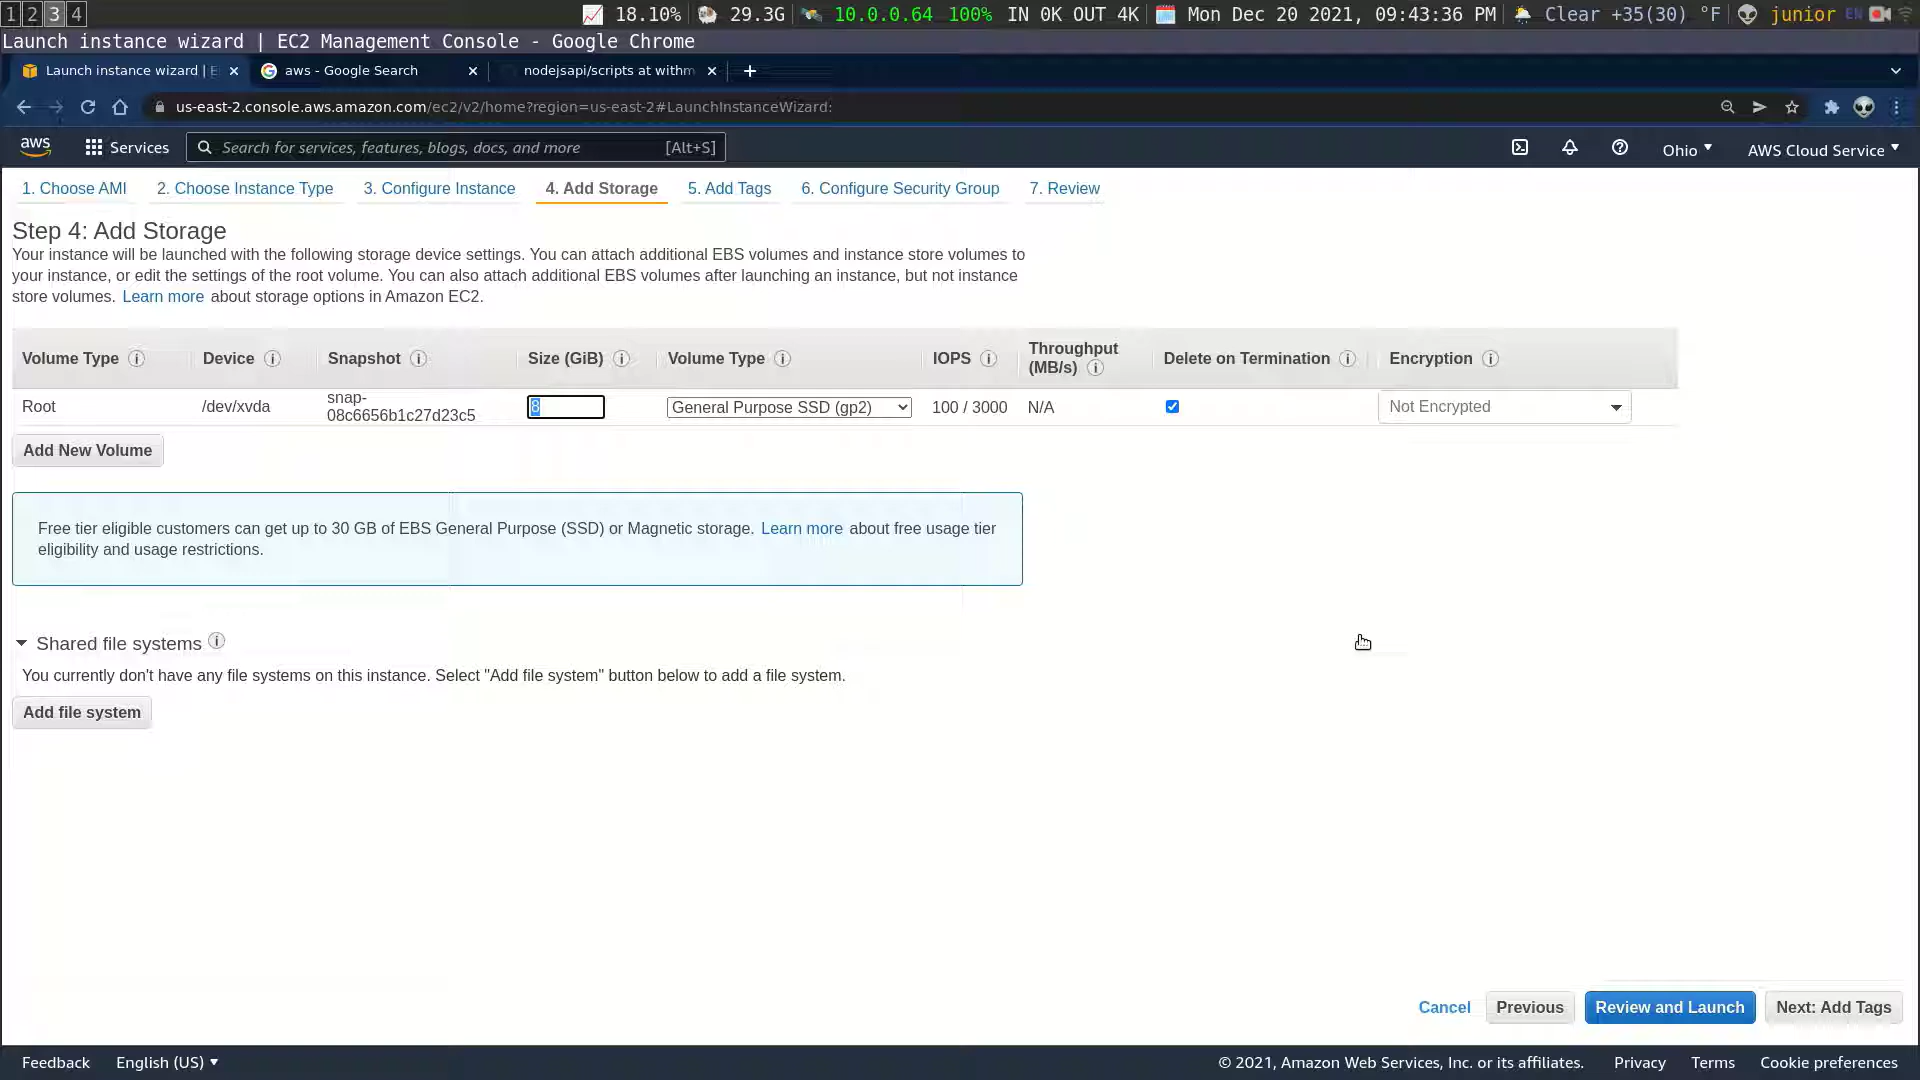 1 2 3 4 18.10% 29.3G 10.0.0.64 100% IN 0K OUT 4K Mon Dec 20 2021, 09:43:36 PM Clear +35(30) °F junior EN
Launch instance wizard | EC2 Management Console - Google Chrome
Launch instance wizard | E aws - Google Search nodejsapi/scripts at withm
us-east-2.console.aws.amazon.com/ec2/v2/home?region=us-east-2#LaunchInstanceWizard:
aws Services Search for services, features, blogs, docs, and more [Alt+S] Ohio AWS Cloud Service
1. Choose AMI 2. Choose Instance Type 3. Configure Instance 4. Add Storage 5. Add Tags 6. Configure Security Group 7. Review
Step 4: Add Storage
Your instance will be launched with the following storage device settings. You can attach additional EBS volumes and instance store volumes to
your instance, or edit the settings of the root volume. You can also attach additional EBS volumes after launching an instance, but not instance
store volumes. Learn more about storage options in Amazon EC2.
Volume Type Device Snapshot Size (GiB) Volume Type IOPS Throughput (MB/s) Delete on Termination Encryption
Root /dev/xvda snap-08c6656b1c27d23c5 8 General Purpose SSD (gp2) 100 / 3000 N/A Not Encrypted
Add New Volume
Free tier eligible customers can get up to 30 GB of EBS General Purpose (SSD) or Magnetic storage. Learn more about free usage tier
eligibility and usage restrictions.
Shared file systems
You currently don't have any file systems on this instance. Select "Add file system" button below to add a file system.
Add file system
Cancel Previous Review and Launch Next: Add Tags
Feedback English (US) © 2021, Amazon Web Services, Inc. or its affiliates. Privacy Terms Cookie preferences